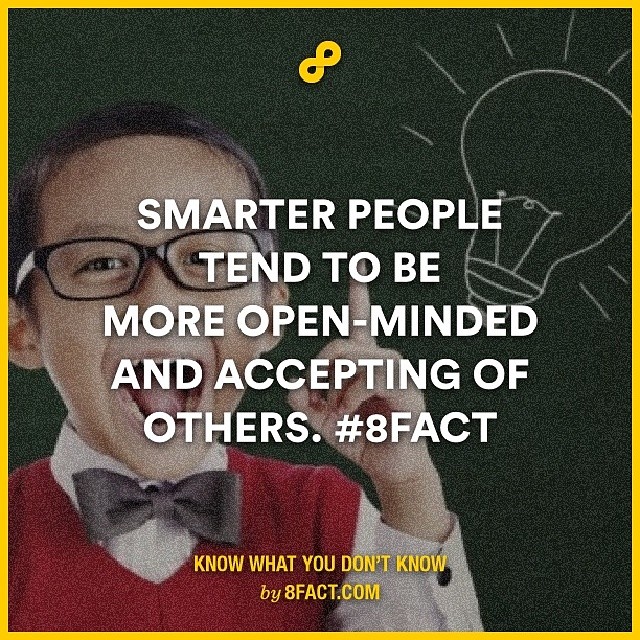 SMARTER PEOPLE
TEND TO BE
MORE OPEN-MINDED
AND ACCEPTING OF
OTHERS. #8FACT
KNOW WHAT YOU DON'T KNOW
by 8FACT.COM